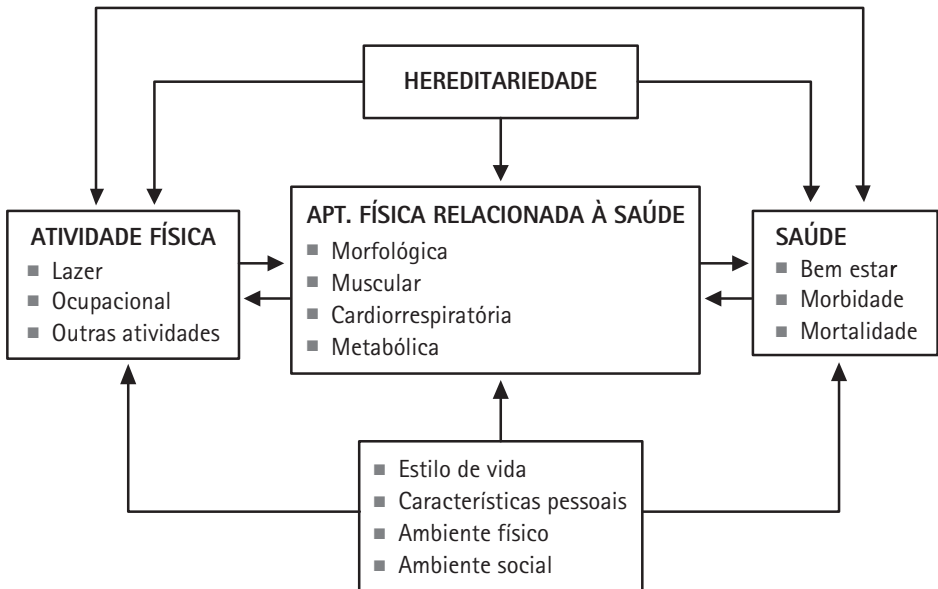 HEREDITARIEDADE
ATIVIDADE FÍSICA
■ Lazer
■ Ocupacional
■ Outras atividades
APT. FÍSICA RELACIONADA À SAÚDE
■ Morfológica
■ Muscular
■ Cardiorrespiratória
■ Metabólica
SAÚDE
■ Bem estar
■ Morbidade
■ Mortalidade
■ Estilo de vida
■ Características pessoais
■ Ambiente físico
■ Ambiente social